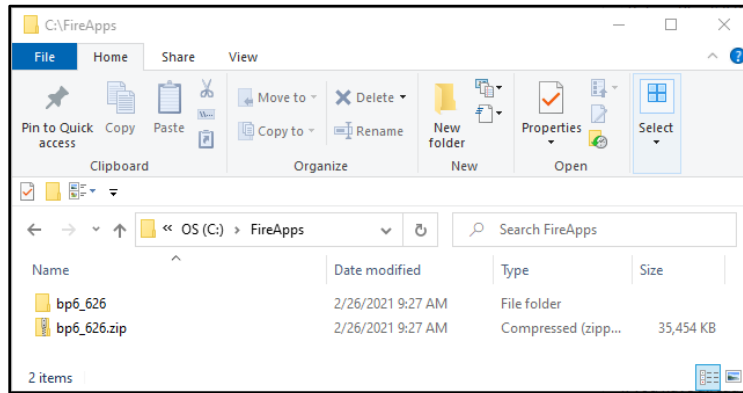 C:\FireApps
File Home Share View
Pin to Quick access
Copy
Paste
Move to
Copy to
Delete
Rename
New folder
Properties
Select
Clipboard Organize New Open
« OS (C:) › FireApps
Search FireApps
Name Date modified Type Size
bp6_626 2/26/2021 9:27 AM File folder
bp6_626.zip 2/26/2021 9:27 AM Compressed (zipp... 35,454 KB
2 items